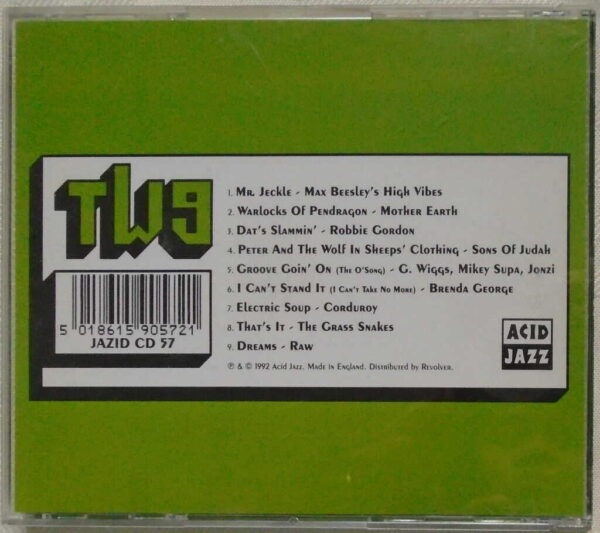 TW9
1. Mr. Jeckle - Max Beesley's High Vibes
2. Warlocks Of Pendragon - Mother Earth
3. Dat's Slammin' - Robbie Gordon
4. Peter And The Wolf In Sheeps' Clothing - Sons Of Judah
5. Groove Goin' On (The O'Song) - G. Wiggs, Mikey Supa, Jonzi
6. I Can't Stand It (I Can't Take No More) - Brenda George
7. Electric Soup - Corduroy
8. That's It - The Grass Snakes
9. Dreams - Raw
℗ & © 1992 Acid Jazz. Made in England. Distributed by Revolver.
5 018615 905721
JAZID CD 57
ACID
JAZZ